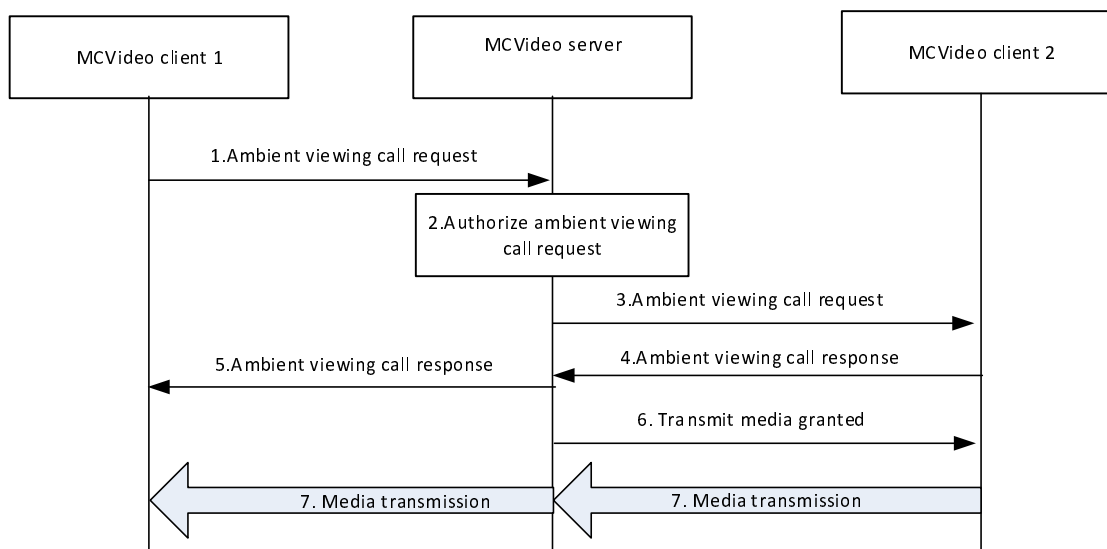 MCVideo client 1
MCVideo server
MCVideo client 2
1.Ambient viewing call request
2.Authorize ambient viewing
call request
3.Ambient viewing call request
4.Ambient viewing call response
5.Ambient viewing call response
6. Transmit media granted
7. Media transmission
7. Media transmission